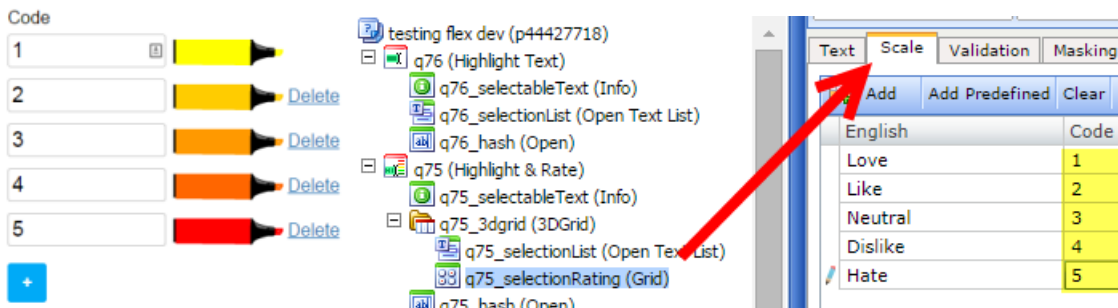 Code
1
2 Delete
3 Delete
4 Delete
5 Delete
+
testing flex dev (p44427718)
q76 (Highlight Text)
q76_selectableText (Info)
q76_selectionList (Open Text List)
q76_hash (Open)
q75 (Highlight & Rate)
q75_selectableText (Info)
q75_3dgrid (3DGrid)
q75_selectionList (Open Text List)
q75_selectionRating (Grid)
q75_hash (Open)
Text Scale Validation Masking
Add Add Predefined Clear
English Code
Love 1
Like 2
Neutral 3
Dislike 4
Hate 5